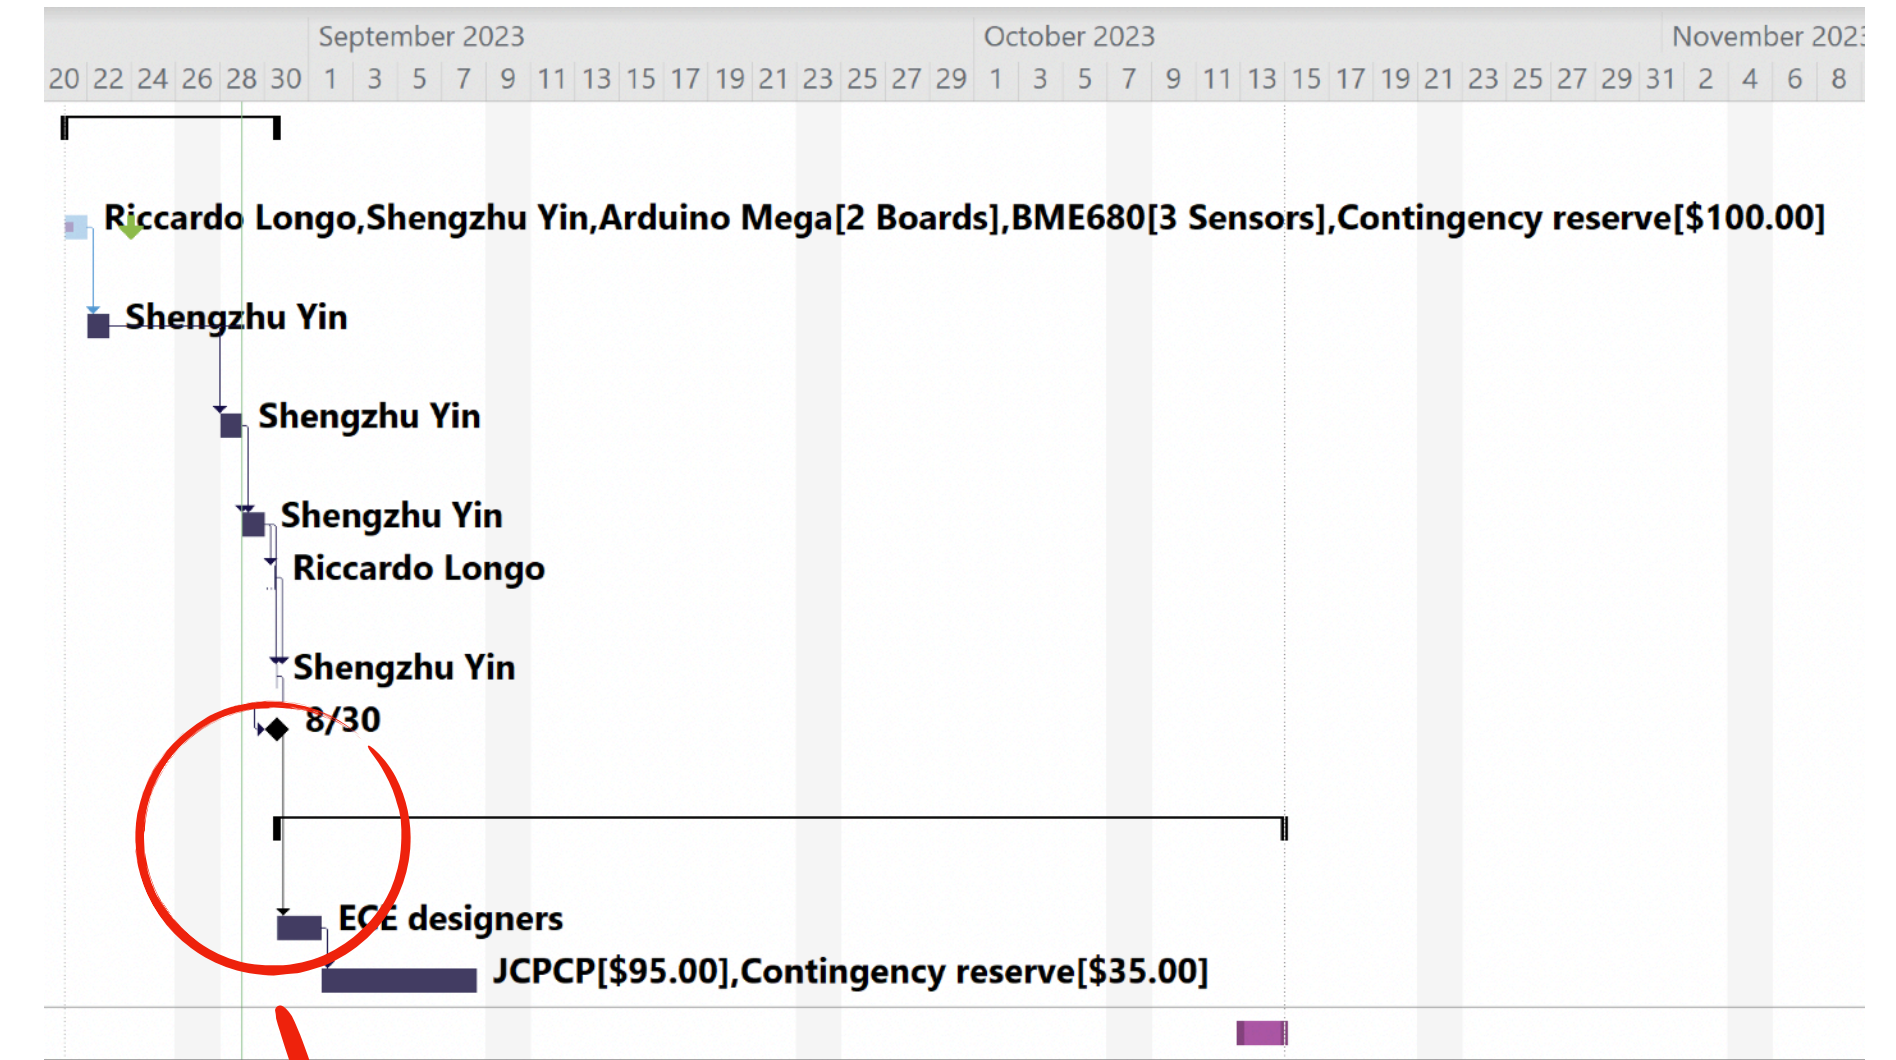 September 2023 October 2023 November 202
20 22 24 26 28 30 1 3 5 7 9 11 13 15 17 19 21 23 25 27 29 1 3 5 7 9 11 13 15 17 19 21 23 25 27 29 31 2 4 6 8
Riccardo Longo,Shengzhu Yin,Arduino Mega[2 Boards],BME680[3 Sensors],Contingency reserve[$100.00]
Shengzhu Yin
Shengzhu Yin
Shengzhu Yin
Riccardo Longo
Shengzhu Yin
8/30
ECE designers
JCPCP[$95.00],Contingency reserve[$35.00]